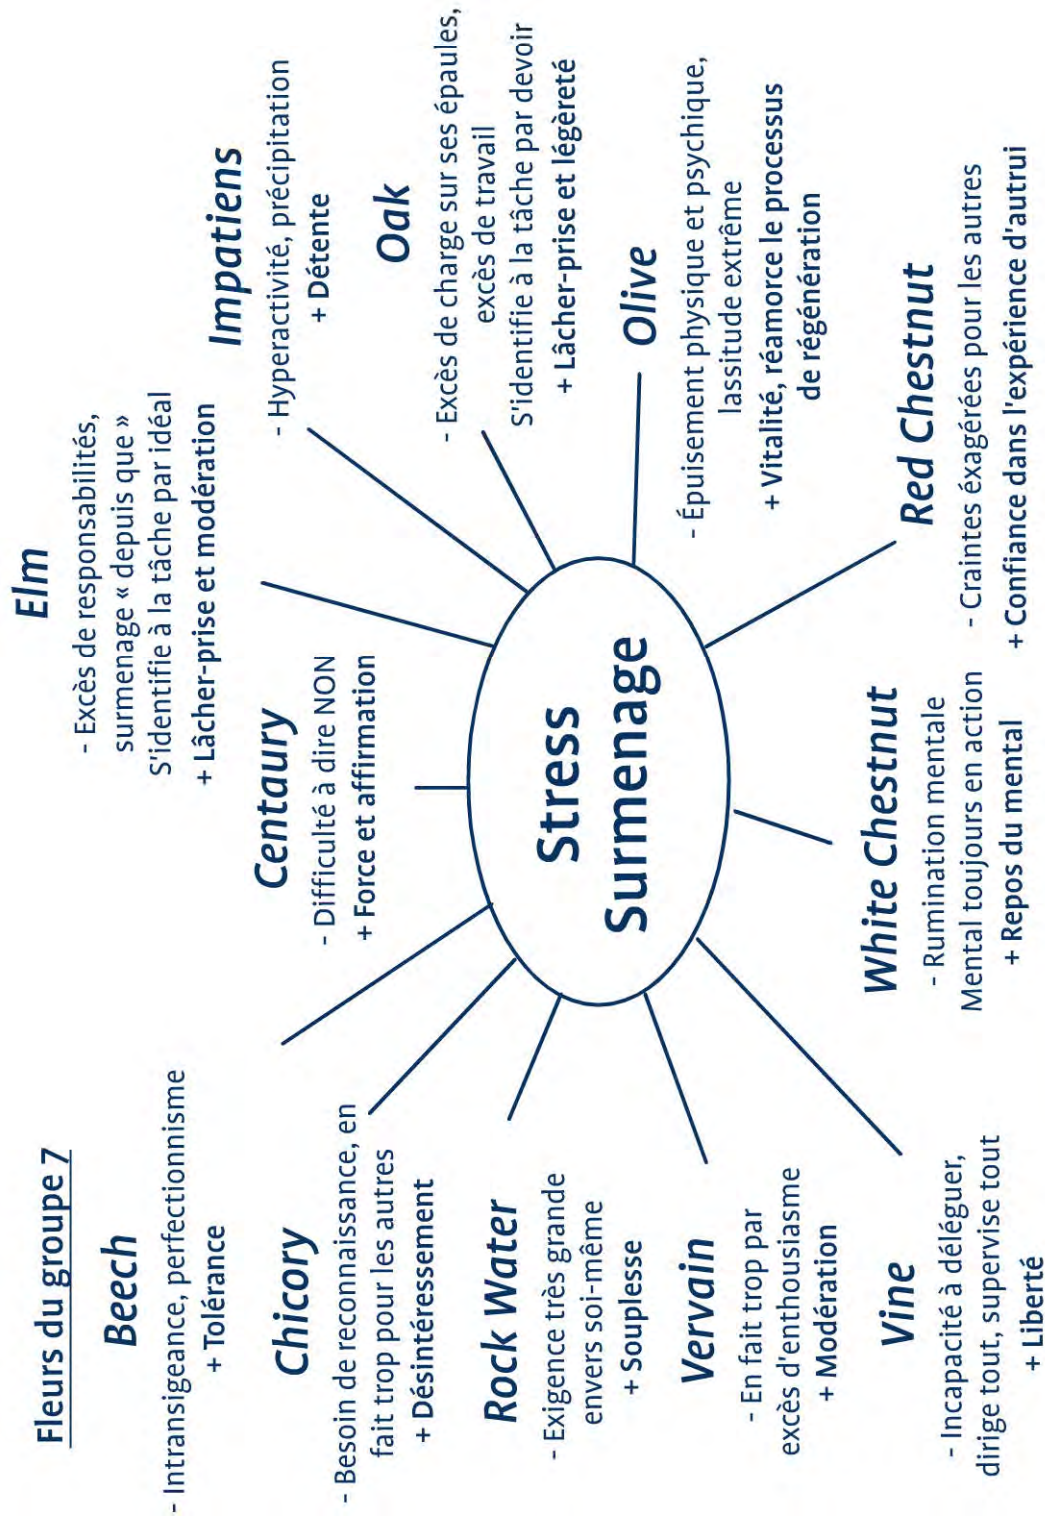 Fleurs du groupe 7
Beech
- Intransigeance, perfectionnisme
+ Tolérance
Chicory
- Besoin de reconnaissance, en
fait trop pour les autres
+ Désintéressement
Rock Water
- Exigence très grande
envers soi-même
+ Souplesse
Vervain
- En fait trop par
excès d'enthousiasme
+ Modération
Vine
- Incapacité à déléguer,
dirige tout, supervise tout
+ Liberté
Centaury
- Difficulté à dire NON
+ Force et affirmation
Elm
- Excès de responsabilités,
surmenage « depuis que »
S'identifie à la tâche par idéal
+ Lâcher-prise et modération
Impatiens
- Hyperactivité, précipitation
+ Détente
Oak
- Excès de charge sur ses épaules,
excès de travail
S'identifie à la tâche par devoir
+ Lâcher-prise et légèreté
Olive
- Épuisement physique et psychique,
lassitude extrême
+ Vitalité, réamorce le processus
de régénération
Stress
Surmenage
White Chestnut
- Rumination mentale
Mental toujours en action
+ Repos du mental
Red Chestnut
- Craintes éxagérées pour les autres
+ Confiance dans l'expérience d'autrui